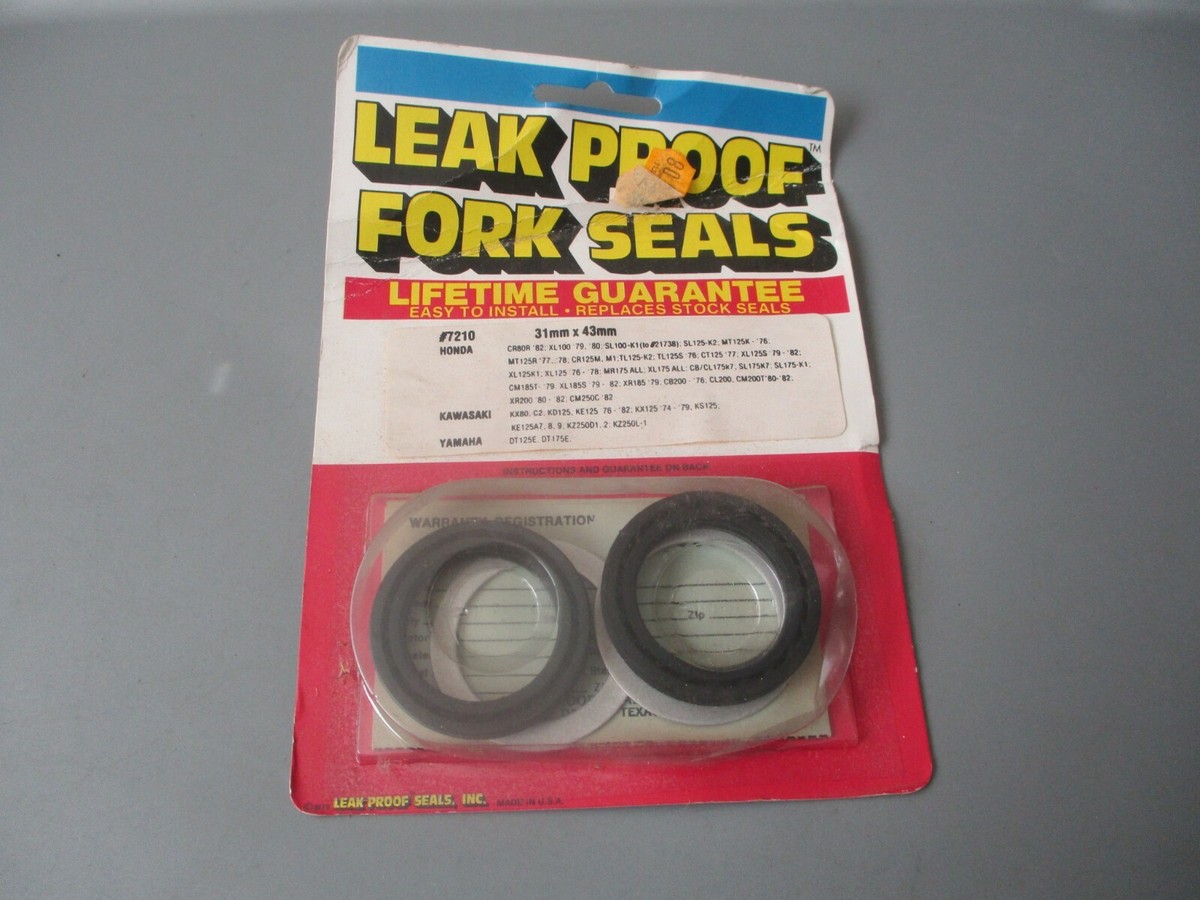 LEAK PROOF™
FORK SEALS
LIFETIME GUARANTEE
EASY TO INSTALL • REPLACES STOCK SEALS
#7210 31mm x 43mm
HONDA CR80R '82; XL100 '79, '80; SL100-K1(to #21738); SL125-K2; MT125K - '76;
MT125R '77, '78; CR125M, M1; TL125-K2; TL125S '76; CT125 '77; XL125S '79 - '82;
XL125K1; XL125 '76 - '78; MR175 ALL; XL175 ALL; CB/CL175k7; SL175K7; SL175-K1;
CM185T- '79; XL185S '79 - 82; XR185 '79; CB200 - '76; CL200, CM200T'80-'82;
XR200 '80 - '82; CM250C '82
KAWASAKI KX80, C2, KD125, KE125 76 - '82; KX125 '74 - '79; KS125;
KE125A7, 8, 9; KZ250D1, 2; KZ250L-1
YAMAHA DT125E, DT175E,
INSTRUCTIONS AND GUARANTEE ON BACK
WARRANTY REGISTRATION
Zip
TEXAS
LEAK PROOF SEALS, INC. MADE IN U.S.A.
08